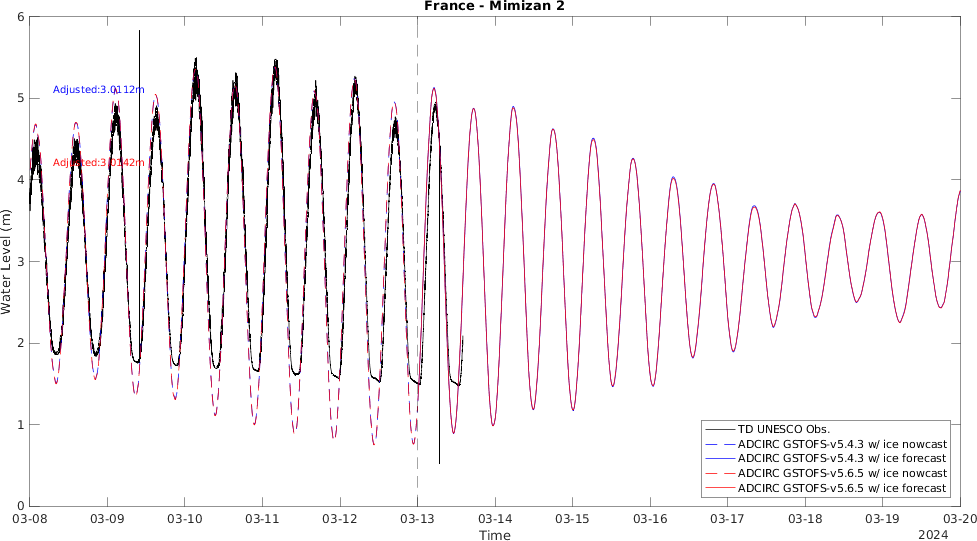 France - Mimizan 2
6
5
4
3
2
1
0
Water Level (m)
Adjusted:3.0112m
Adjusted:3.0142m
TD UNESCO Obs.
ADCIRC GSTOFS-v5.4.3 w/ ice nowcast
ADCIRC GSTOFS-v5.4.3 w/ ice forecast
ADCIRC GSTOFS-v5.6.5 w/ ice nowcast
ADCIRC GSTOFS-v5.6.5 w/ ice forecast
03-08 03-09 03-10 03-11 03-12 03-13 03-14 03-15 03-16 03-17 03-18 03-19 03-20
Time
2024